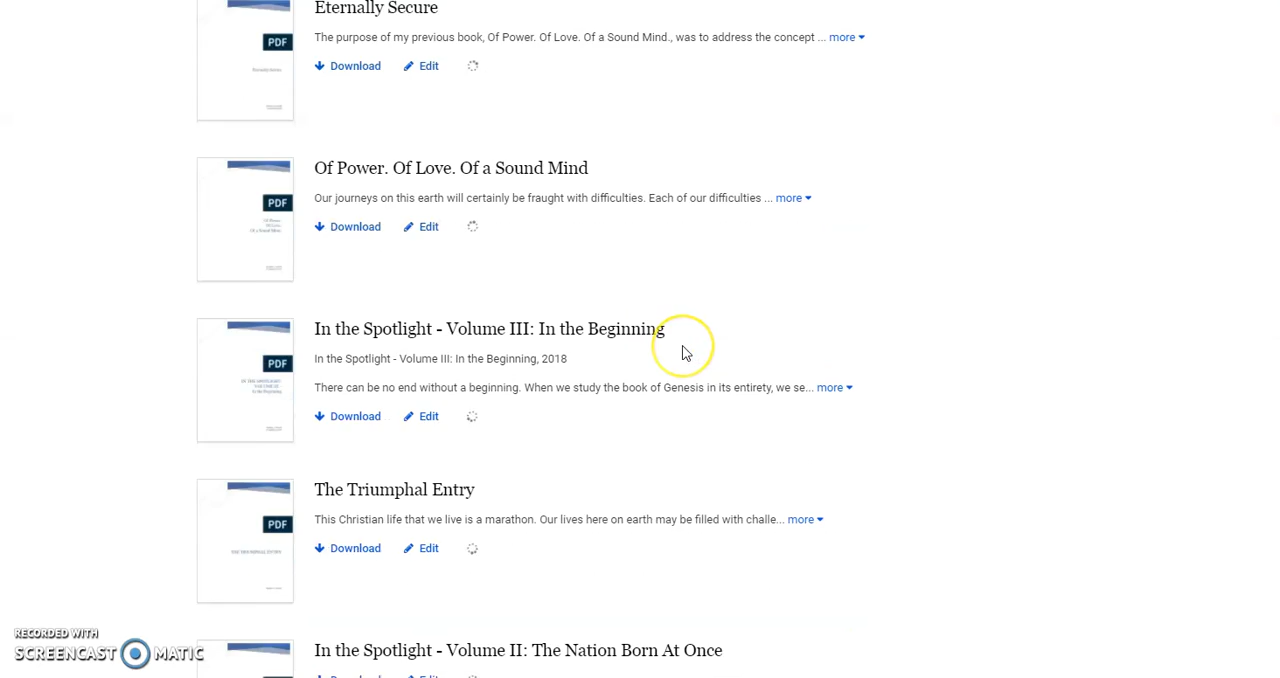 Eternally Secure
The purpose of my previous book, Of Power. Of Love. Of a Sound Mind., was to address the concept ... more
Download Edit
PDF
Of Power. Of Love. Of a Sound Mind
Our journeys on this earth will certainly be fraught with difficulties. Each of our difficulties ... more
Download Edit
PDF
In the Spotlight - Volume III: In the Beginning
In the Spotlight - Volume III: In the Beginning, 2018
There can be no end without a beginning. When we study the book of Genesis in its entirety, we se... more
Download Edit
PDF
The Triumphal Entry
This Christian life that we live is a marathon. Our lives here on earth may be filled with challe... more
Download Edit
PDF
THE TRIUMPHAL ENTRY
In the Spotlight - Volume II: The Nation Born At Once
RECORDED WITH
SCREENCAST MATIC